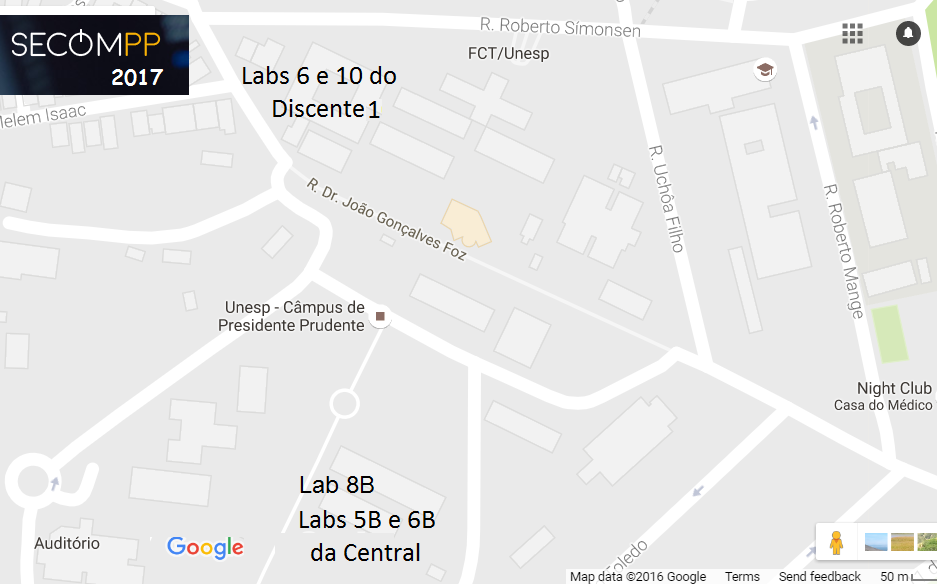 SECOMPP
2017
R. Roberto Símonsen
FCT/Unesp
Labs 6 e 10 do
Discente 1
Melem Isaac
R. Dr. João Gonçalves Foz
R. Uchôa Filho
R. Roberto Mange
Unesp - Câmpus de
Presidente Prudente
Night Club
Casa do Médico
Lab 8B
Labs 5B e 6B
da Central
Auditório
Google
Toledo
Map data ©2016 Google
Terms
Send feedback
50 m